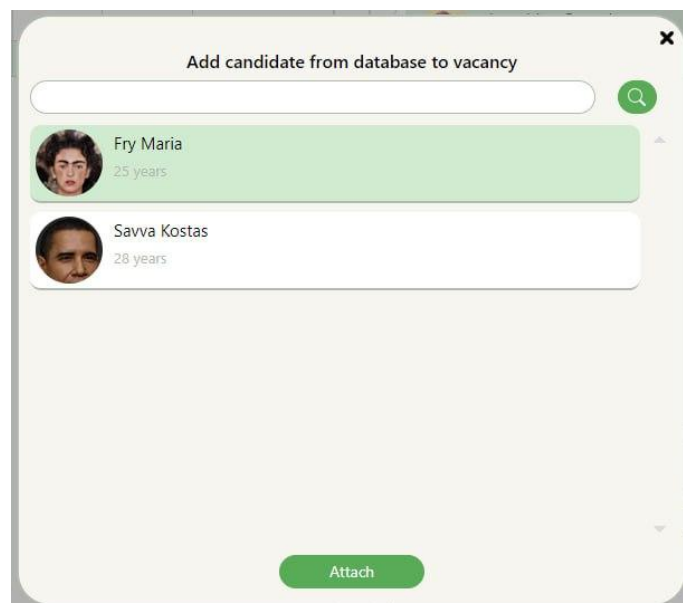 Add candidate from database to vacancy
Fry Maria
25 years
Savva Kostas
28 years
Attach